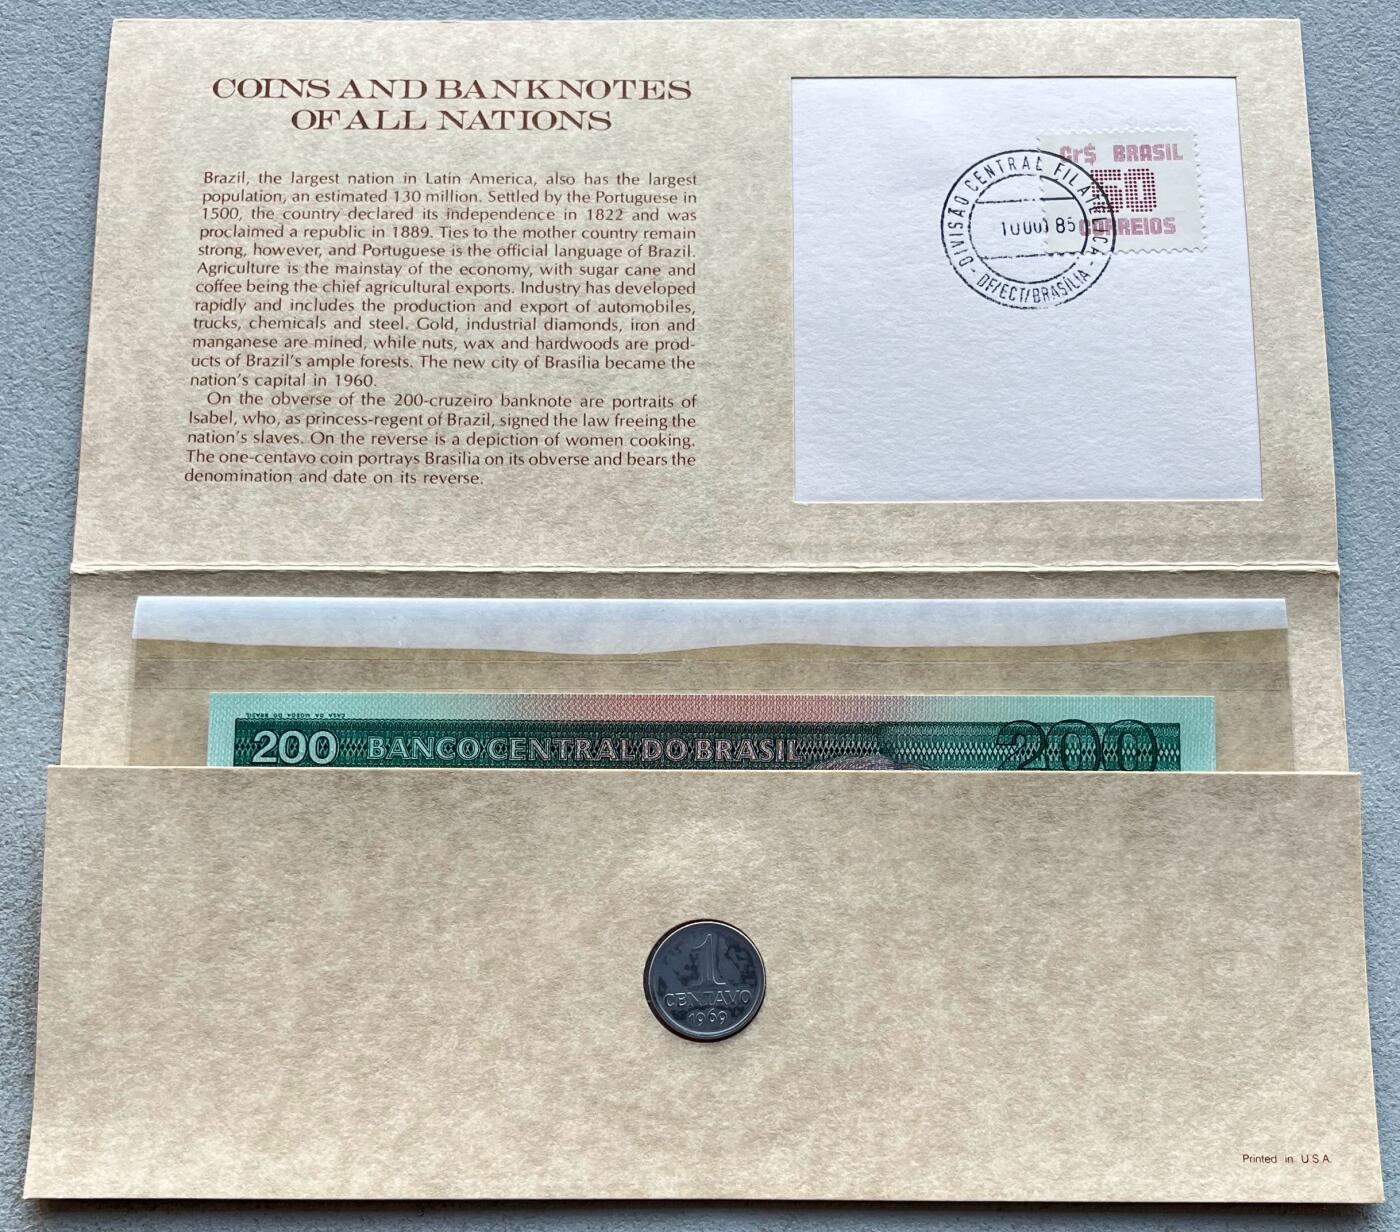 COINS AND BANKNOTES
OF ALL NATIONS
Brazil, the largest nation in Latin America, also has the largest
population, an estimated 130 million. Settled by the Portuguese in
1500, the country declared its independence in 1822 and was
proclaimed a republic in 1889. Ties to the mother country remain
strong, however, and Portuguese is the official language of Brazil.
Agriculture is the mainstay of the economy, with sugar cane and
coffee being the chief agricultural exports. Industry has developed
rapidly and includes the production and export of automobiles,
trucks, chemicals and steel. Gold, industrial diamonds, iron and
manganese are mined, while nuts, wax and hardwoods are prod-
ucts of Brazil's ample forests. The new city of Brasília became the
nation's capital in 1960.
On the obverse of the 200-cruzeiro banknote are portraits of
Isabel, who, as princess-regent of Brazil, signed the law freeing the
nation's slaves. On the reverse is a depiction of women cooking.
The one-centavo coin portrays Brasilia on its obverse and bears the
denomination and date on its reverse.
Cr$ BRASIL
60
CORREIOS
DIVISÃO CENTRAL FILATÉLICA
85
- DF/ECT/BRASÍLIA -
CASA DA MOEDA DO BRAZIL
200 BANCO CENTRAL DO BRASIL 200
1
CENTAVO
1969
Printed in U.S.A.